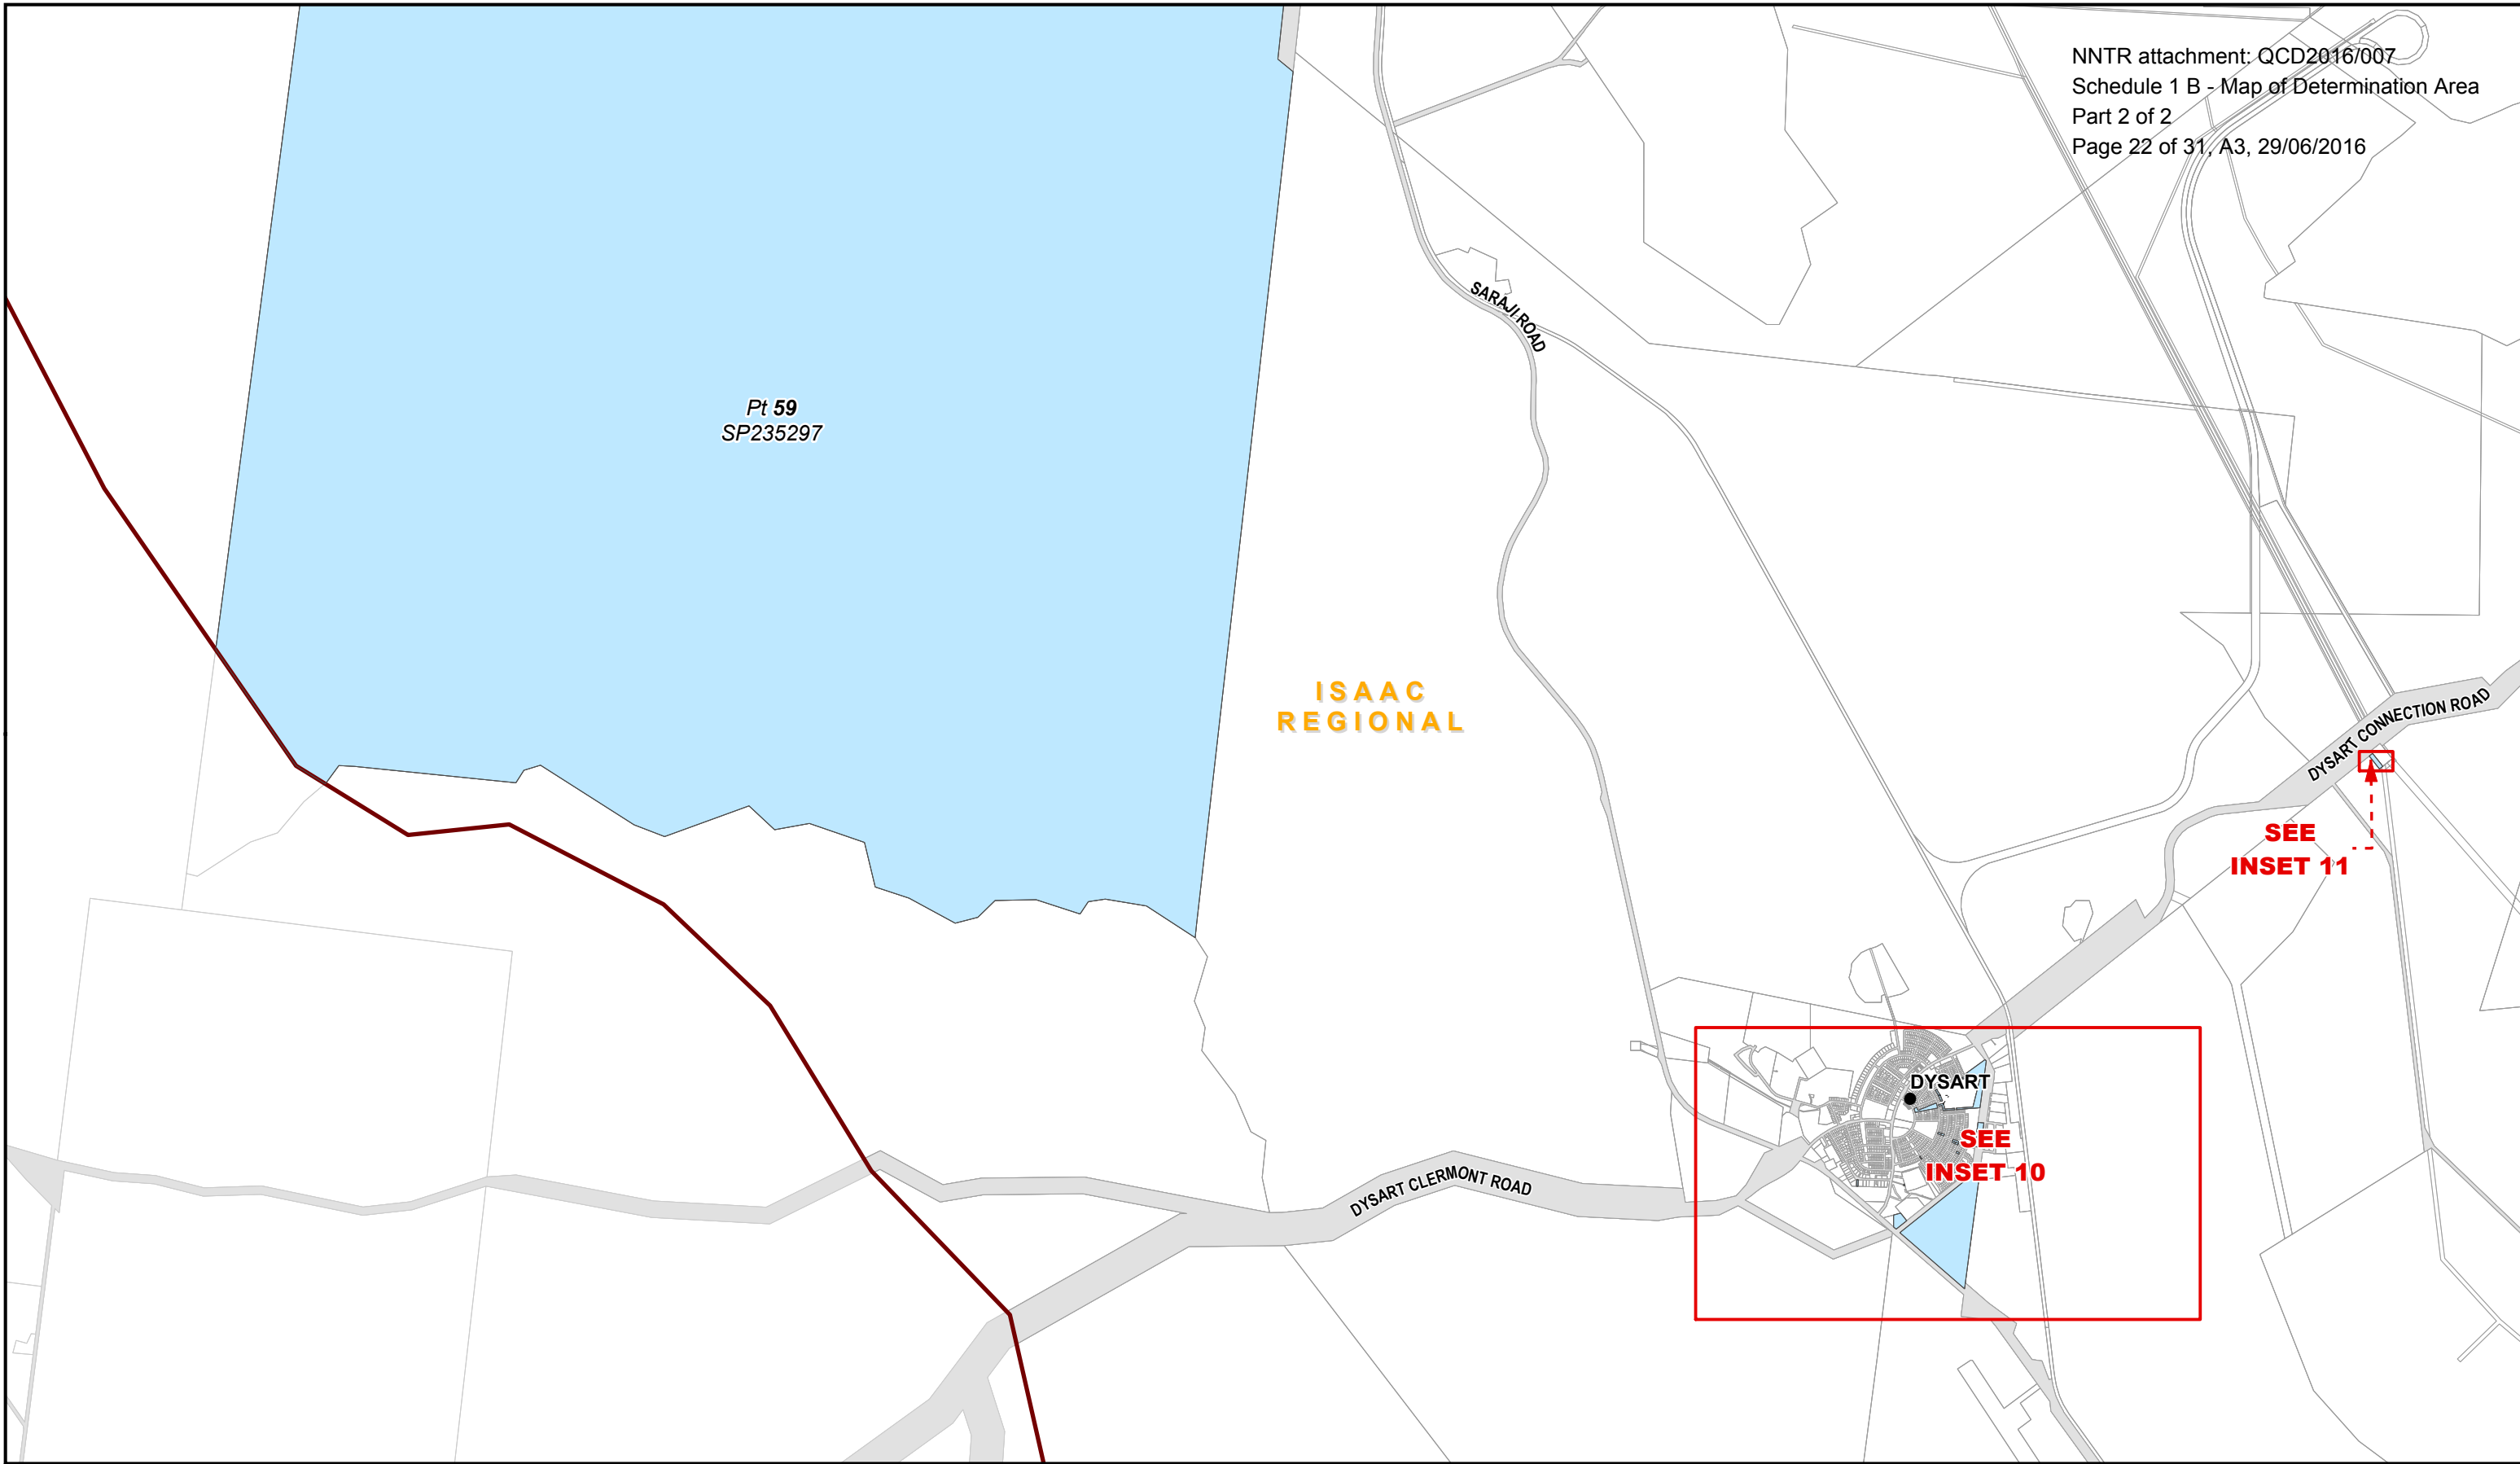 NNTR attachment: QCD2016/007
Schedule 1 B - Map of Determination Area
Part 2 of 2
Page 22 of 31, A3, 29/06/2016
SARAJI ROAD
Pt 59
SP235297
ISAAC
REGIONAL
DYSART CONNECTION ROAD
SEE
INSET 11
DYSART
SEE
INSET 10
DYSART CLERMONT ROAD